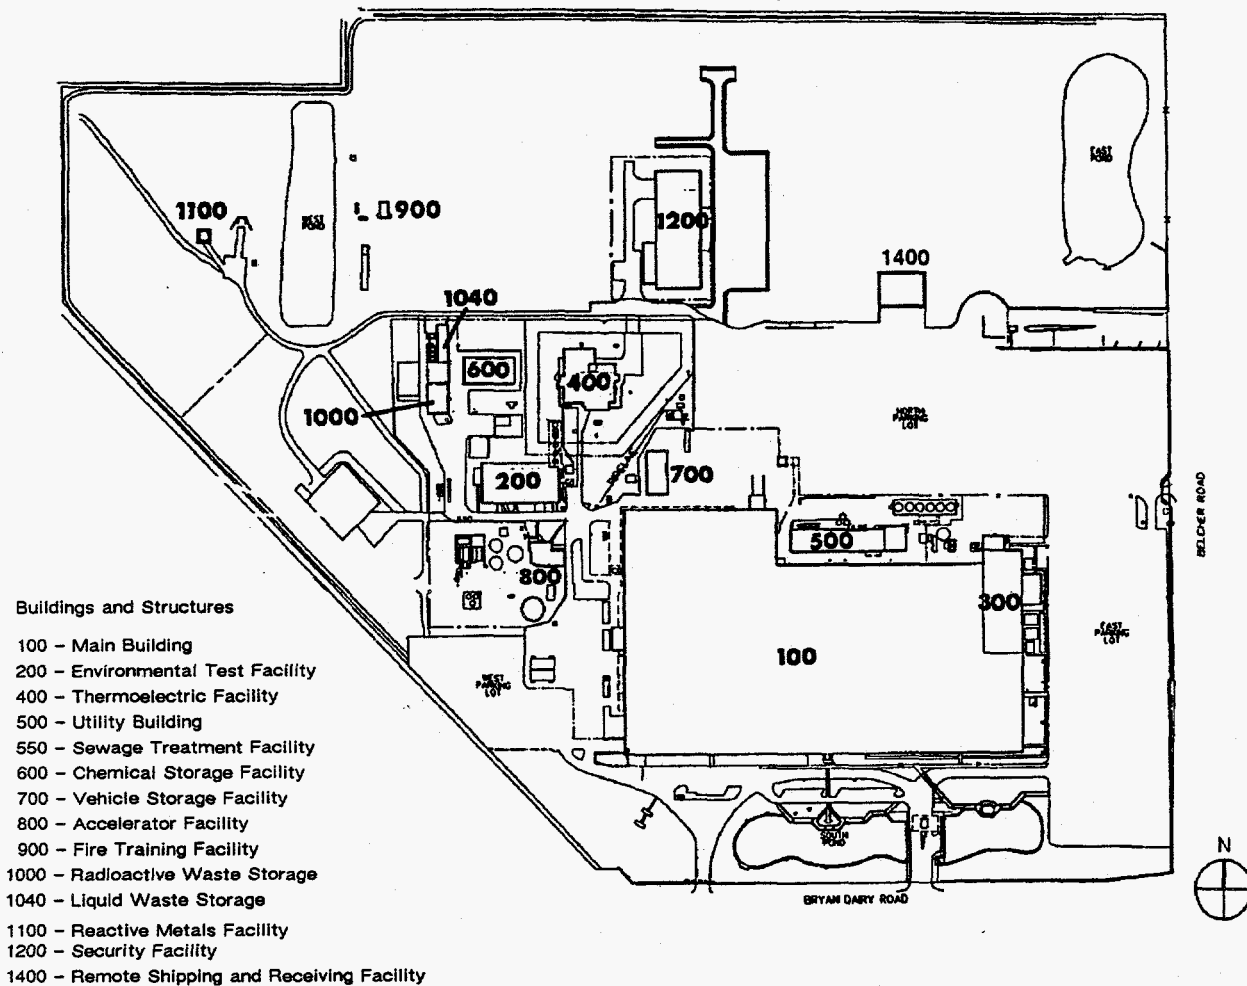 EAST
POND
1100
WEST
POND
900
1200
1400
1040
600
400
1000
NORTH
PARKING
LOT
200
700
BELCHER ROAD
500
800
300
Buildings and Structures
100
EAST
PARKING
LOT
WEST
PARKING
LOT
100 - Main Building
200 - Environmental Test Facility
400 - Thermoelectric Facility
500 - Utility Building
550 - Sewage Treatment Facility
600 - Chemical Storage Facility
700 - Vehicle Storage Facility
800 - Accelerator Facility
900 - Fire Training Facility
1000 - Radioactive Waste Storage
1040 - Liquid Waste Storage
1100 - Reactive Metals Facility
1200 - Security Facility
1400 - Remote Shipping and Receiving Facility
SOUTH
POND
N
BRYAN DAIRY ROAD